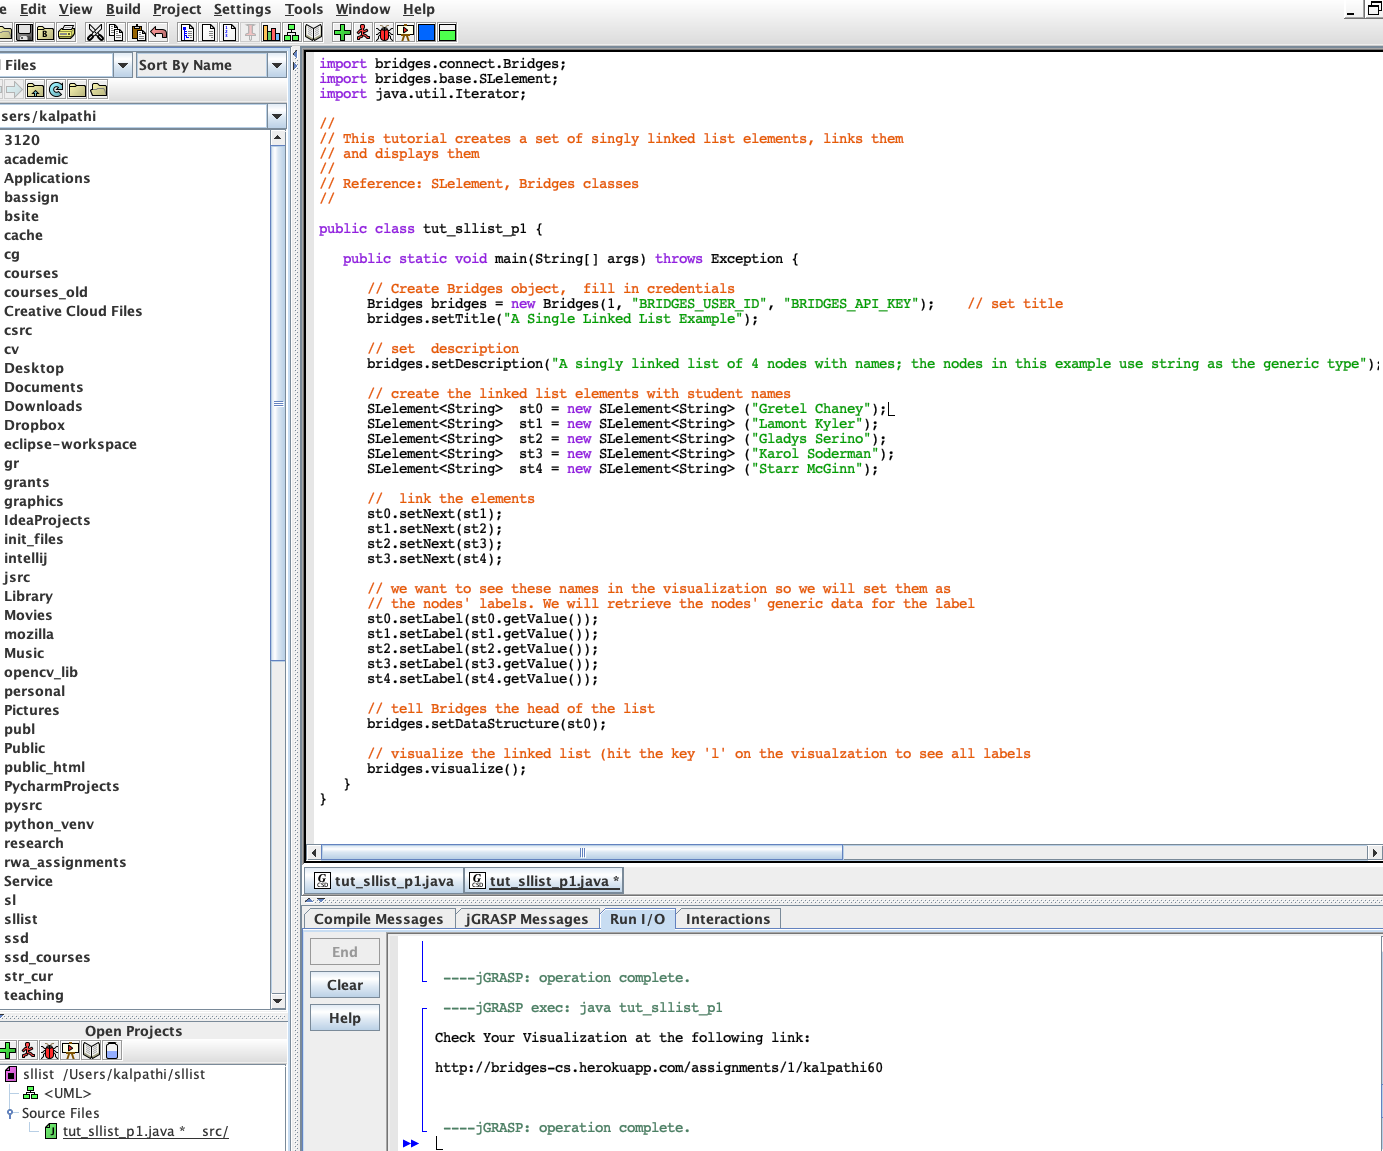 e Edit View Build Project Settings Tools Window Help
Files
Sort By Name
sers/kalpathi
3120
academic
Applications
bassign
bsite
cache
cg
courses
courses_old
Creative Cloud Files
csrc
cv
Desktop
Documents
Downloads
Dropbox
eclipse-workspace
gr
grants
graphics
IdeaProjects
init_files
intellij
jsrc
Library
Movies
mozilla
Music
opencv_lib
personal
Pictures
publ
Public
public_html
PycharmProjects
pysrc
python_venv
research
rwa_assignments
Service
sl
sllist
ssd
ssd_courses
str_cur
teaching
Open Projects
sllist /Users/kalpathi/sllist
<UML>
Source Files
tut_sllist_p1.java * src/
import bridges.connect.Bridges;
import bridges.base.SLelement;
import java.util.Iterator;
//
// This tutorial creates a set of singly linked list elements, links them
// and displays them
//
// Reference: SLelement, Bridges classes
//
public class tut_sllist_p1 {
public static void main(String[] args) throws Exception {
// Create Bridges object,  fill in credentials
Bridges bridges = new Bridges(1, "BRIDGES_USER_ID", "BRIDGES_API_KEY");    // set title
bridges.setTitle("A Single Linked List Example");
// set  description
bridges.setDescription("A singly linked list of 4 nodes with names; the nodes in this example use string as the generic type");
// create the linked list elements with student names
SLelement<String>  st0 = new SLelement<String> ("Gretel Chaney");
SLelement<String>  st1 = new SLelement<String> ("Lamont Kyler");
SLelement<String>  st2 = new SLelement<String> ("Gladys Serino");
SLelement<String>  st3 = new SLelement<String> ("Karol Soderman");
SLelement<String>  st4 = new SLelement<String> ("Starr McGinn");
//  link the elements
st0.setNext(st1);
st1.setNext(st2);
st2.setNext(st3);
st3.setNext(st4);
// we want to see these names in the visualization so we will set them as
// the nodes' labels. We will retrieve the nodes' generic data for the label
st0.setLabel(st0.getValue());
st1.setLabel(st1.getValue());
st2.setLabel(st2.getValue());
st3.setLabel(st3.getValue());
st4.setLabel(st4.getValue());
// tell Bridges the head of the list
bridges.setDataStructure(st0);
// visualize the linked list (hit the key 'l' on the visualzation to see all labels
bridges.visualize();
}
}
tut_sllist_p1.java
tut_sllist_p1.java *
Compile Messages
jGRASP Messages
Run I/O
Interactions
End
Clear
Help
----jGRASP: operation complete.
----jGRASP exec: java tut_sllist_p1
Check Your Visualization at the following link:
http://bridges-cs.herokuapp.com/assignments/1/kalpathi60
----jGRASP: operation complete.